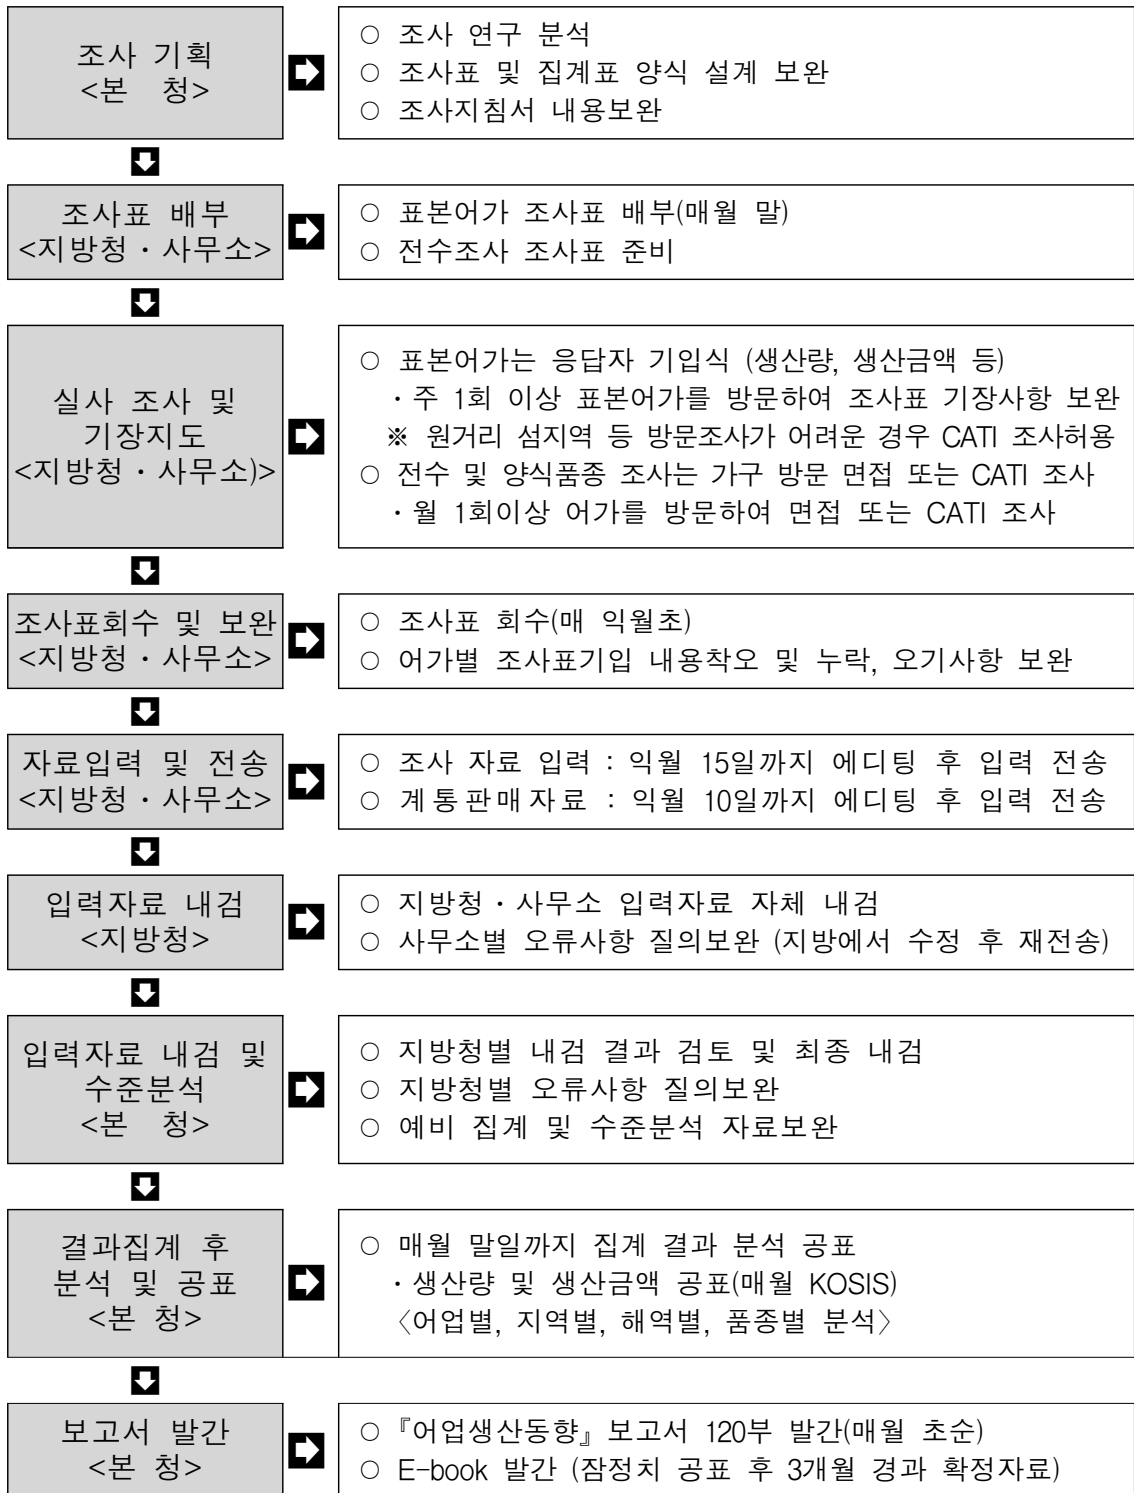 조사 기획
<본 청>
○ 조사 연구 분석
○ 조사표 및 집계표 양식 설계 보완
○ 조사지침서 내용보완
조사표 배부
<지방청・사무소>
○ 표본어가 조사표 배부(매월 말)
○ 전수조사 조사표 준비
실사 조사 및
기장지도
<지방청・사무소)>
○ 표본어가는 응답자 기입식 (생산량, 생산금액 등)
・주 1회 이상 표본어가를 방문하여 조사표 기장사항 보완
※ 원거리 섬지역 등 방문조사가 어려운 경우 CATI 조사허용
○ 전수 및 양식품종 조사는 가구 방문 면접 또는 CATI 조사
・월 1회이상 어가를 방문하여 면접 또는 CATI 조사
조사표회수 및 보완
<지방청・사무소>
○ 조사표 회수(매 익월초)
○ 어가별 조사표기입 내용착오 및 누락, 오기사항 보완
자료입력 및 전송
<지방청・사무소>
○ 조사 자료 입력 : 익월 15일까지 에디팅 후 입력 전송
○ 계통판매자료 : 익월 10일까지 에디팅 후 입력 전송
입력자료 내검
<지방청>
○ 지방청・사무소 입력자료 자체 내검
○ 사무소별 오류사항 질의보완 (지방에서 수정 후 재전송)
입력자료 내검 및
수준분석
<본 청>
○ 지방청별 내검 결과 검토 및 최종 내검
○ 지방청별 오류사항 질의보완
○ 예비 집계 및 수준분석 자료보완
결과집계 후
분석 및 공표
<본 청>
○ 매월 말일까지 집계 결과 분석 공표
・생산량 및 생산금액 공표(매월 KOSIS)
〈어업별, 지역별, 해역별, 품종별 분석〉
보고서 발간
<본 청>
○『어업생산동향』보고서 120부 발간(매월 초순)
○ E-book 발간 (잠정치 공표 후 3개월 경과 확정자료)